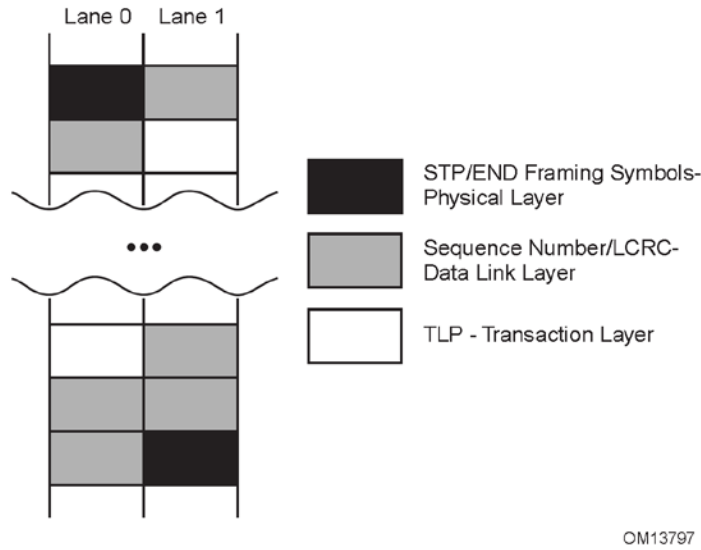 Lane 0 Lane 1
STP/END Framing Symbols-
Physical Layer
Sequence Number/LCRC-
Data Link Layer
TLP - Transaction Layer
OM13797